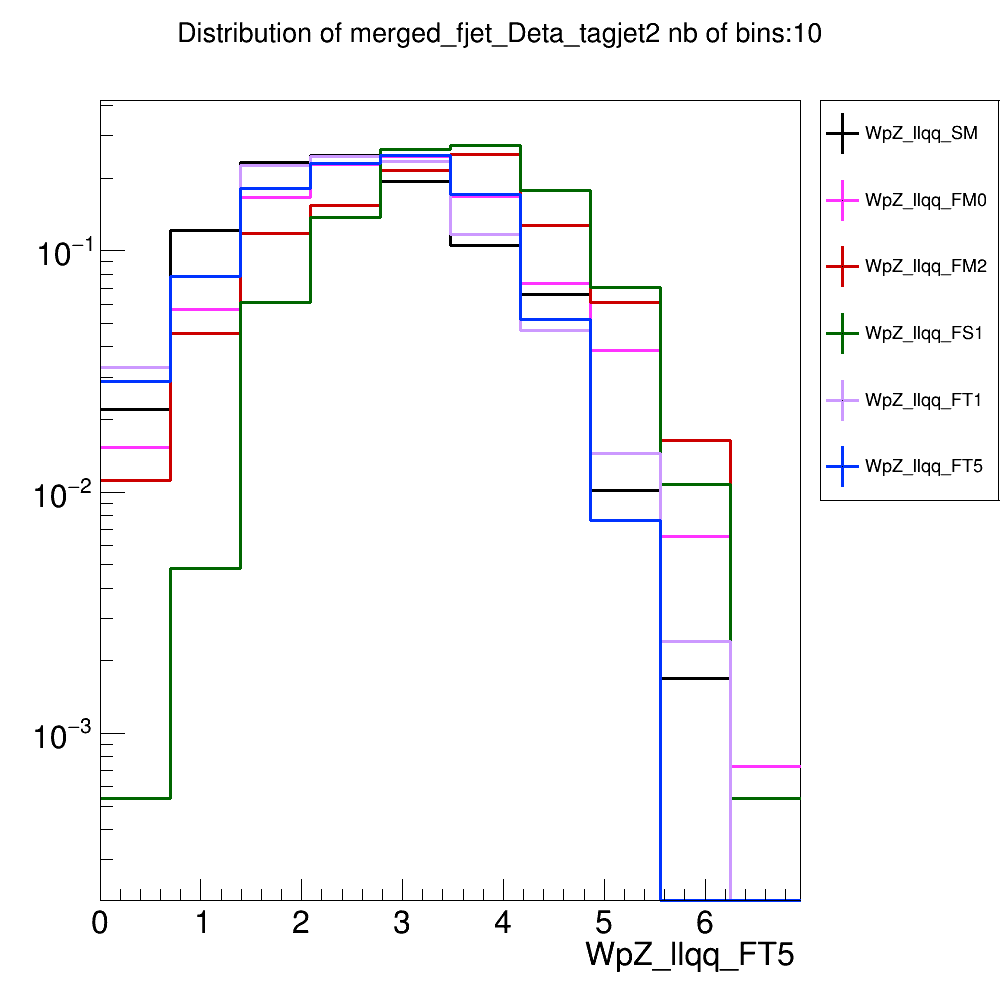 Distribution of merged_fjet_Deta_tagjet2 nb of bins:10
WpZ_llqq_SM
WpZ_llqq_FM0
WpZ_llqq_FM2
WpZ_llqq_FS1
WpZ_llqq_FT1
WpZ_llqq_FT5
10⁻¹
10⁻²
10⁻³
0 1 2 3 4 5 6
WpZ_llqq_FT5